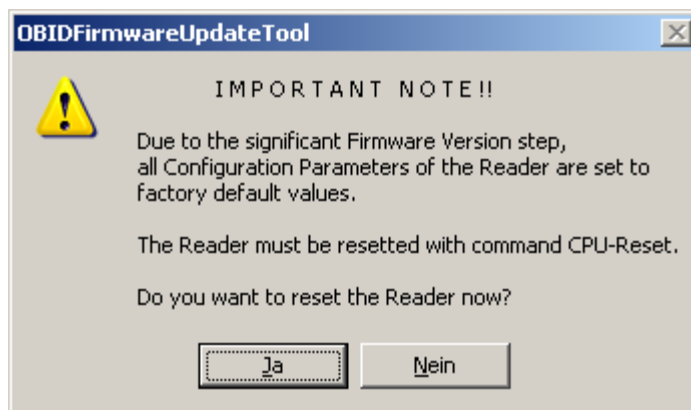 OBIDFirmwareUpdateTool
IMPORTANT NOTE!!
Due to the significant Firmware Version step,
all Configuration Parameters of the Reader are set to
factory default values.
The Reader must be resetted with command CPU-Reset.
Do you want to reset the Reader now?
Ja Nein